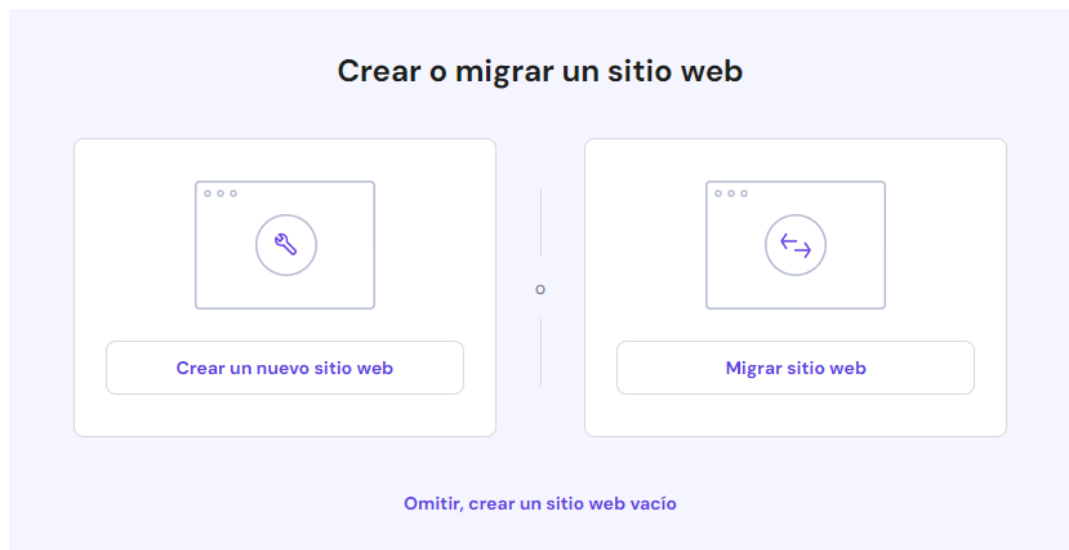 Crear o migrar un sitio web
Crear un nuevo sitio web
o
Migrar sitio web
Omitir, crear un sitio web vacío